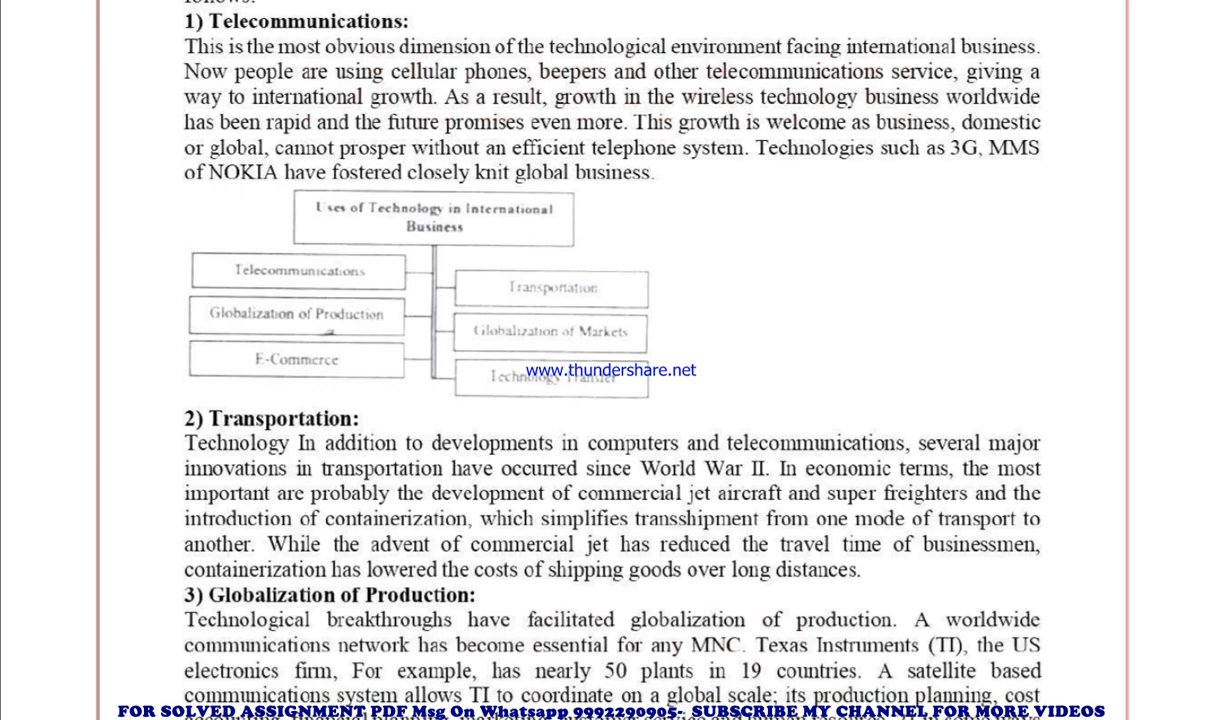 1) Telecommunications:
This is the most obvious dimension of the technological environment facing international business.
Now people are using cellular phones, beepers and other telecommunications service, giving a
way to international growth. As a result, growth in the wireless technology business worldwide
has been rapid and the future promises even more. This growth is welcome as business, domestic
or global, cannot prosper without an efficient telephone system. Technologies such as 3G, MMS
of NOKIA have fostered closely knit global business.
Uses of Technology in International
Business
Telecommunications
Transportation
Globalization of Production
Globalization of Markets
E-Commerce
www.thundershare.net
Technology Transfer
2) Transportation:
Technology In addition to developments in computers and telecommunications, several major
innovations in transportation have occurred since World War II. In economic terms, the most
important are probably the development of commercial jet aircraft and super freighters and the
introduction of containerization, which simplifies transshipment from one mode of transport to
another. While the advent of commercial jet has reduced the travel time of businessmen,
containerization has lowered the costs of shipping goods over long distances.
3) Globalization of Production:
Technological breakthroughs have facilitated globalization of production. A worldwide
communications network has become essential for any MNC. Texas Instruments (TI), the US
electronics firm, For example, has nearly 50 plants in 19 countries. A satellite based
communications system allows TI to coordinate on a global scale; its production planning, cost
FOR SOLVED ASSIGNMENT PDF Msg On Whatsapp 9992290905- SUBSCRIBE MY CHANNEL FOR MORE VIDEOS